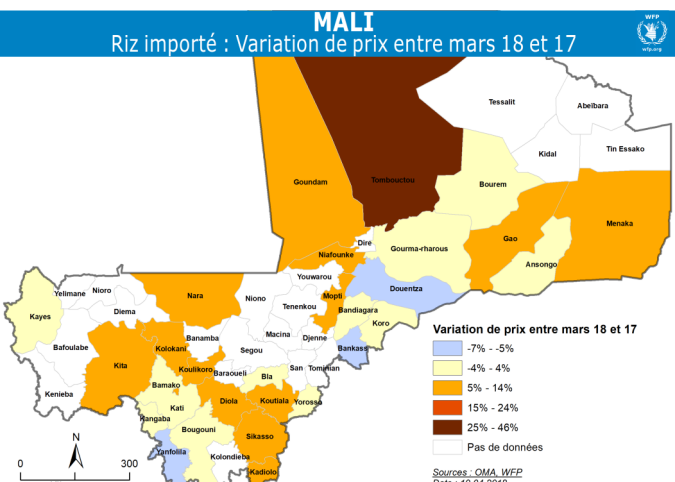 MALI
Riz importé : Variation de prix entre mars 18 et 17
WFP
wfp.org
Tessalit
Abeïbara
Kidal
Tin Essako
Goundam
Tombouctou
Bourem
Menaka
Gao
Ansongo
Dire
Gourma-rharous
Niafounke
Youwarou
Douentza
Mopti
Tenenkou
Bandiagara
Koro
Bankass
Djenne
Macina
Niono
Nara
Nioro
Yelimane
Diema
Kayes
Bafoulabe
Kenieba
Kita
Kolokani
Banamba
Segou
Koulikoro
Baraoueli
San
Tominian
Bla
Bamako
Kati
Kangaba
Diola
Koutiala
Yorosso
Bougouni
Sikasso
Yanfolila
Kolondieba
Kadiolo
N
0 300
Variation de prix entre mars 18 et 17
-7% - -5%
-4% - 4%
5% - 14%
15% - 24%
25% - 46%
Pas de données
Sources : OMA, WFP